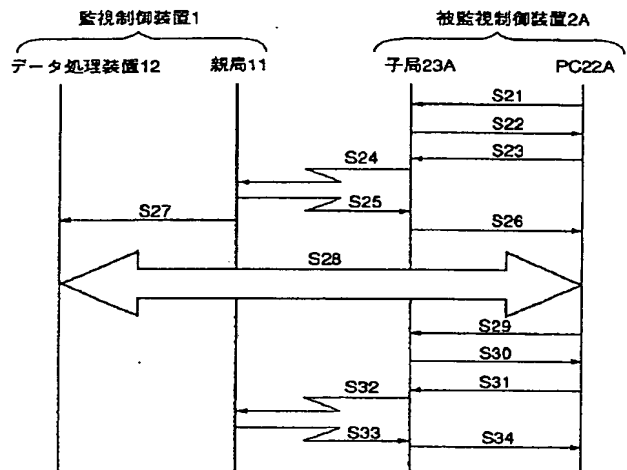 監視制御装置1 被監視制御装置2A
データ処理装置12 親局11 子局23A PC22A
S21
S22
S23
S24
S25
S27
S26
S28
S29
S30
S31
S32
S33
S34